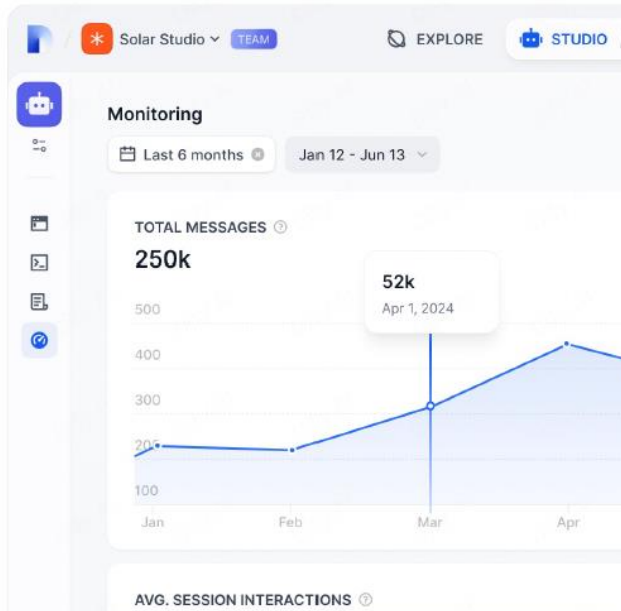 / Solar Studio TEAM EXPLORE STUDIO
Monitoring
Last 6 months Jan 12 - Jun 13
TOTAL MESSAGES
250k
52k
Apr 1, 2024
500
400
300
200
100
Jan Feb Mar Apr
AVG. SESSION INTERACTIONS